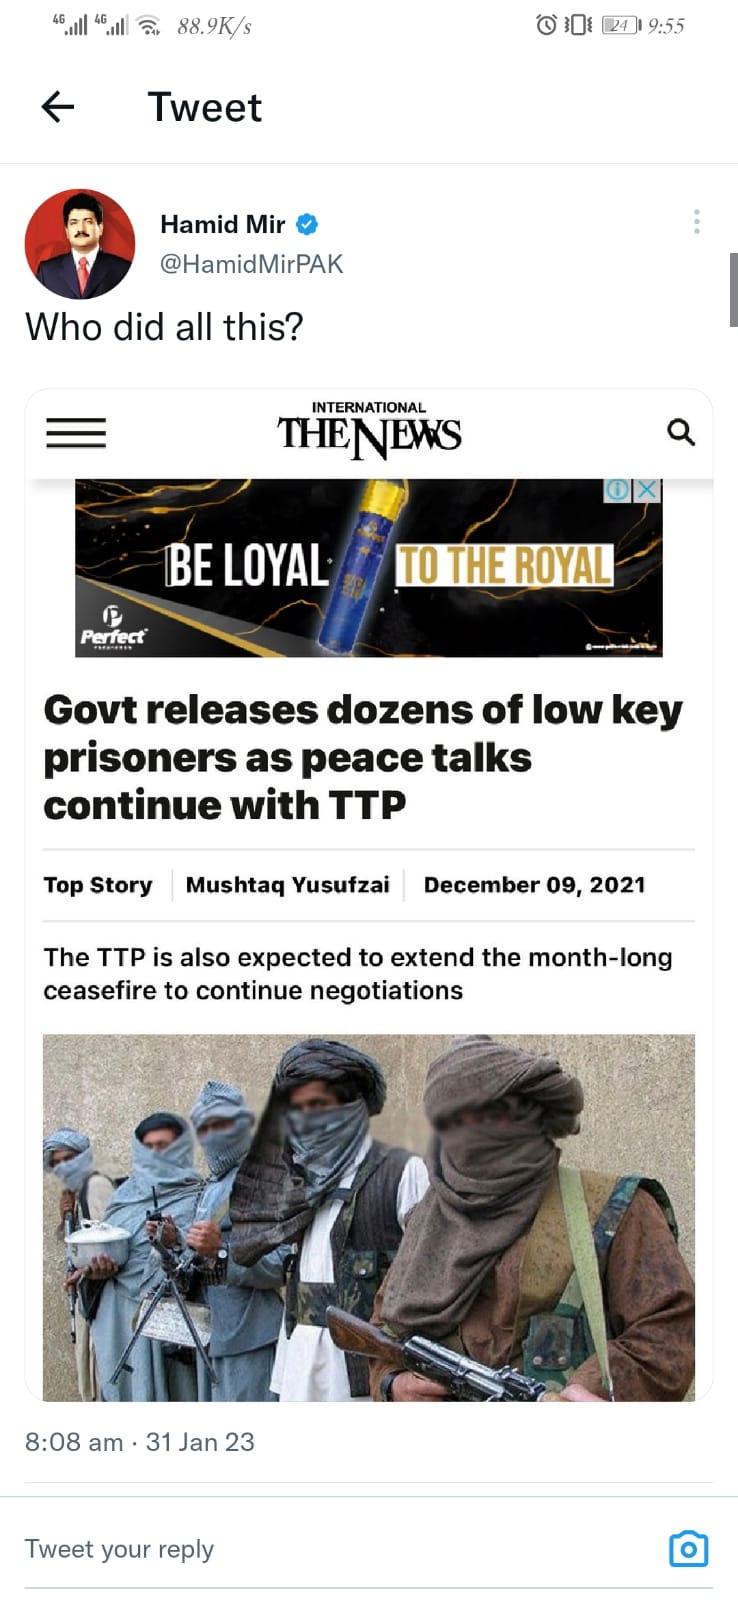 4G 4G 88.9K/s 24 9:55
Tweet
Hamid Mir
@HamidMirPAK
Who did all this?
INTERNATIONAL
THE NEWS
BE LOYAL TO THE ROYAL
Perfect
Govt releases dozens of low key
prisoners as peace talks
continue with TTP
Top Story | Mushtaq Yusufzai | December 09, 2021
The TTP is also expected to extend the month-long
ceasefire to continue negotiations
8:08 am · 31 Jan 23
Tweet your reply